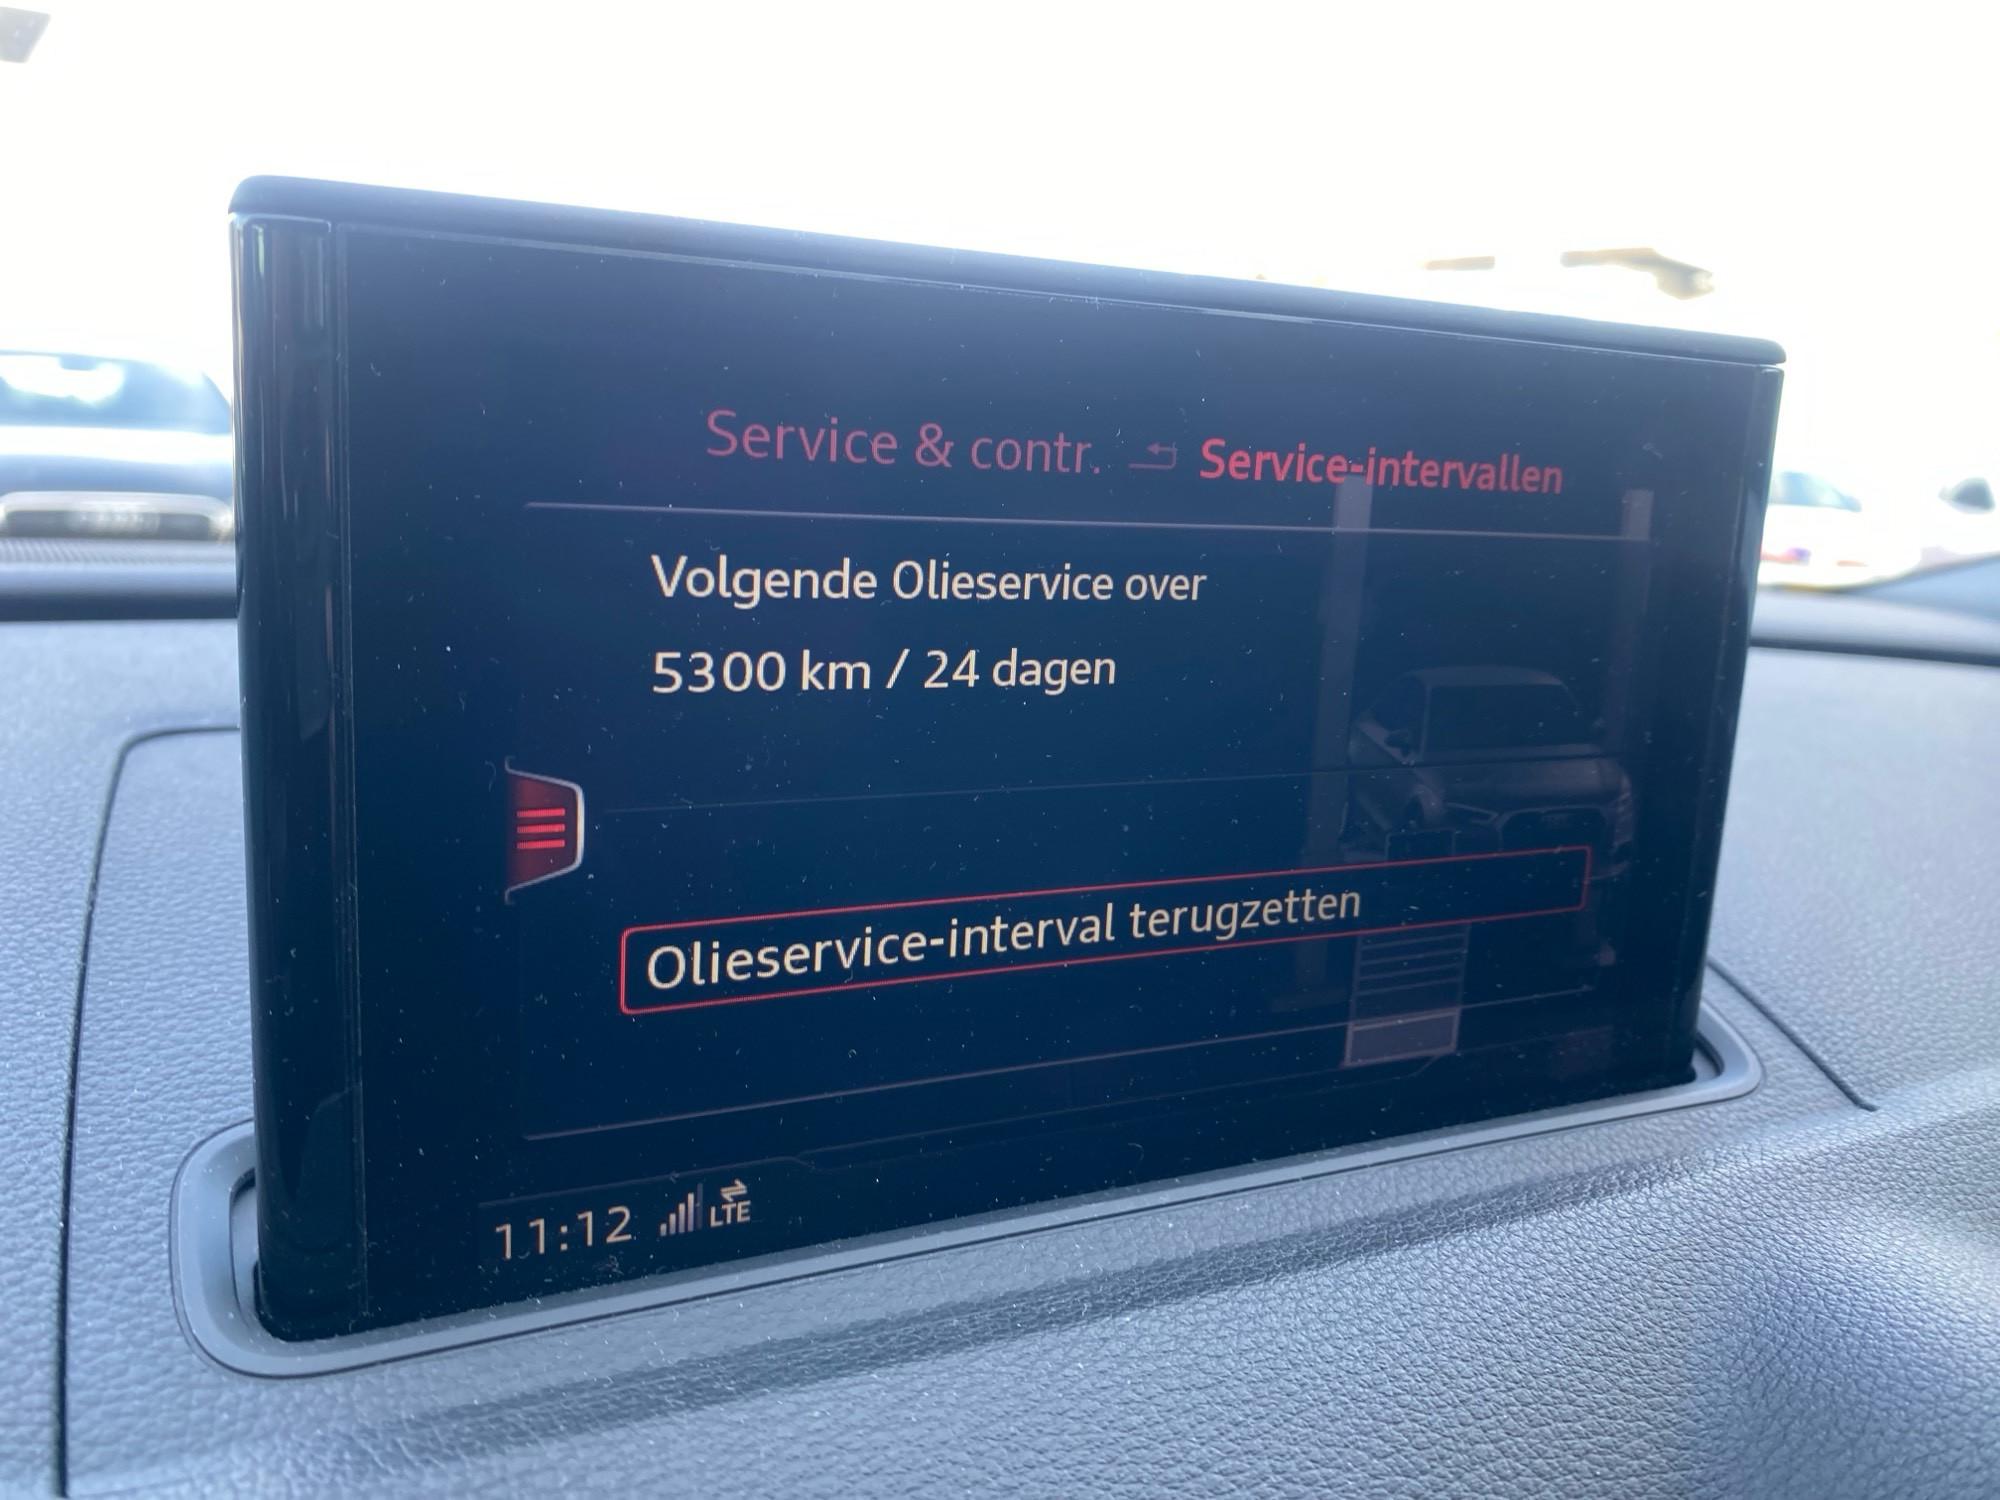 Service & contr. Service-intervallen
Volgende Olieservice over
5300 km / 24 dagen
Olieservice-interval terugzetten
11:12 LTE